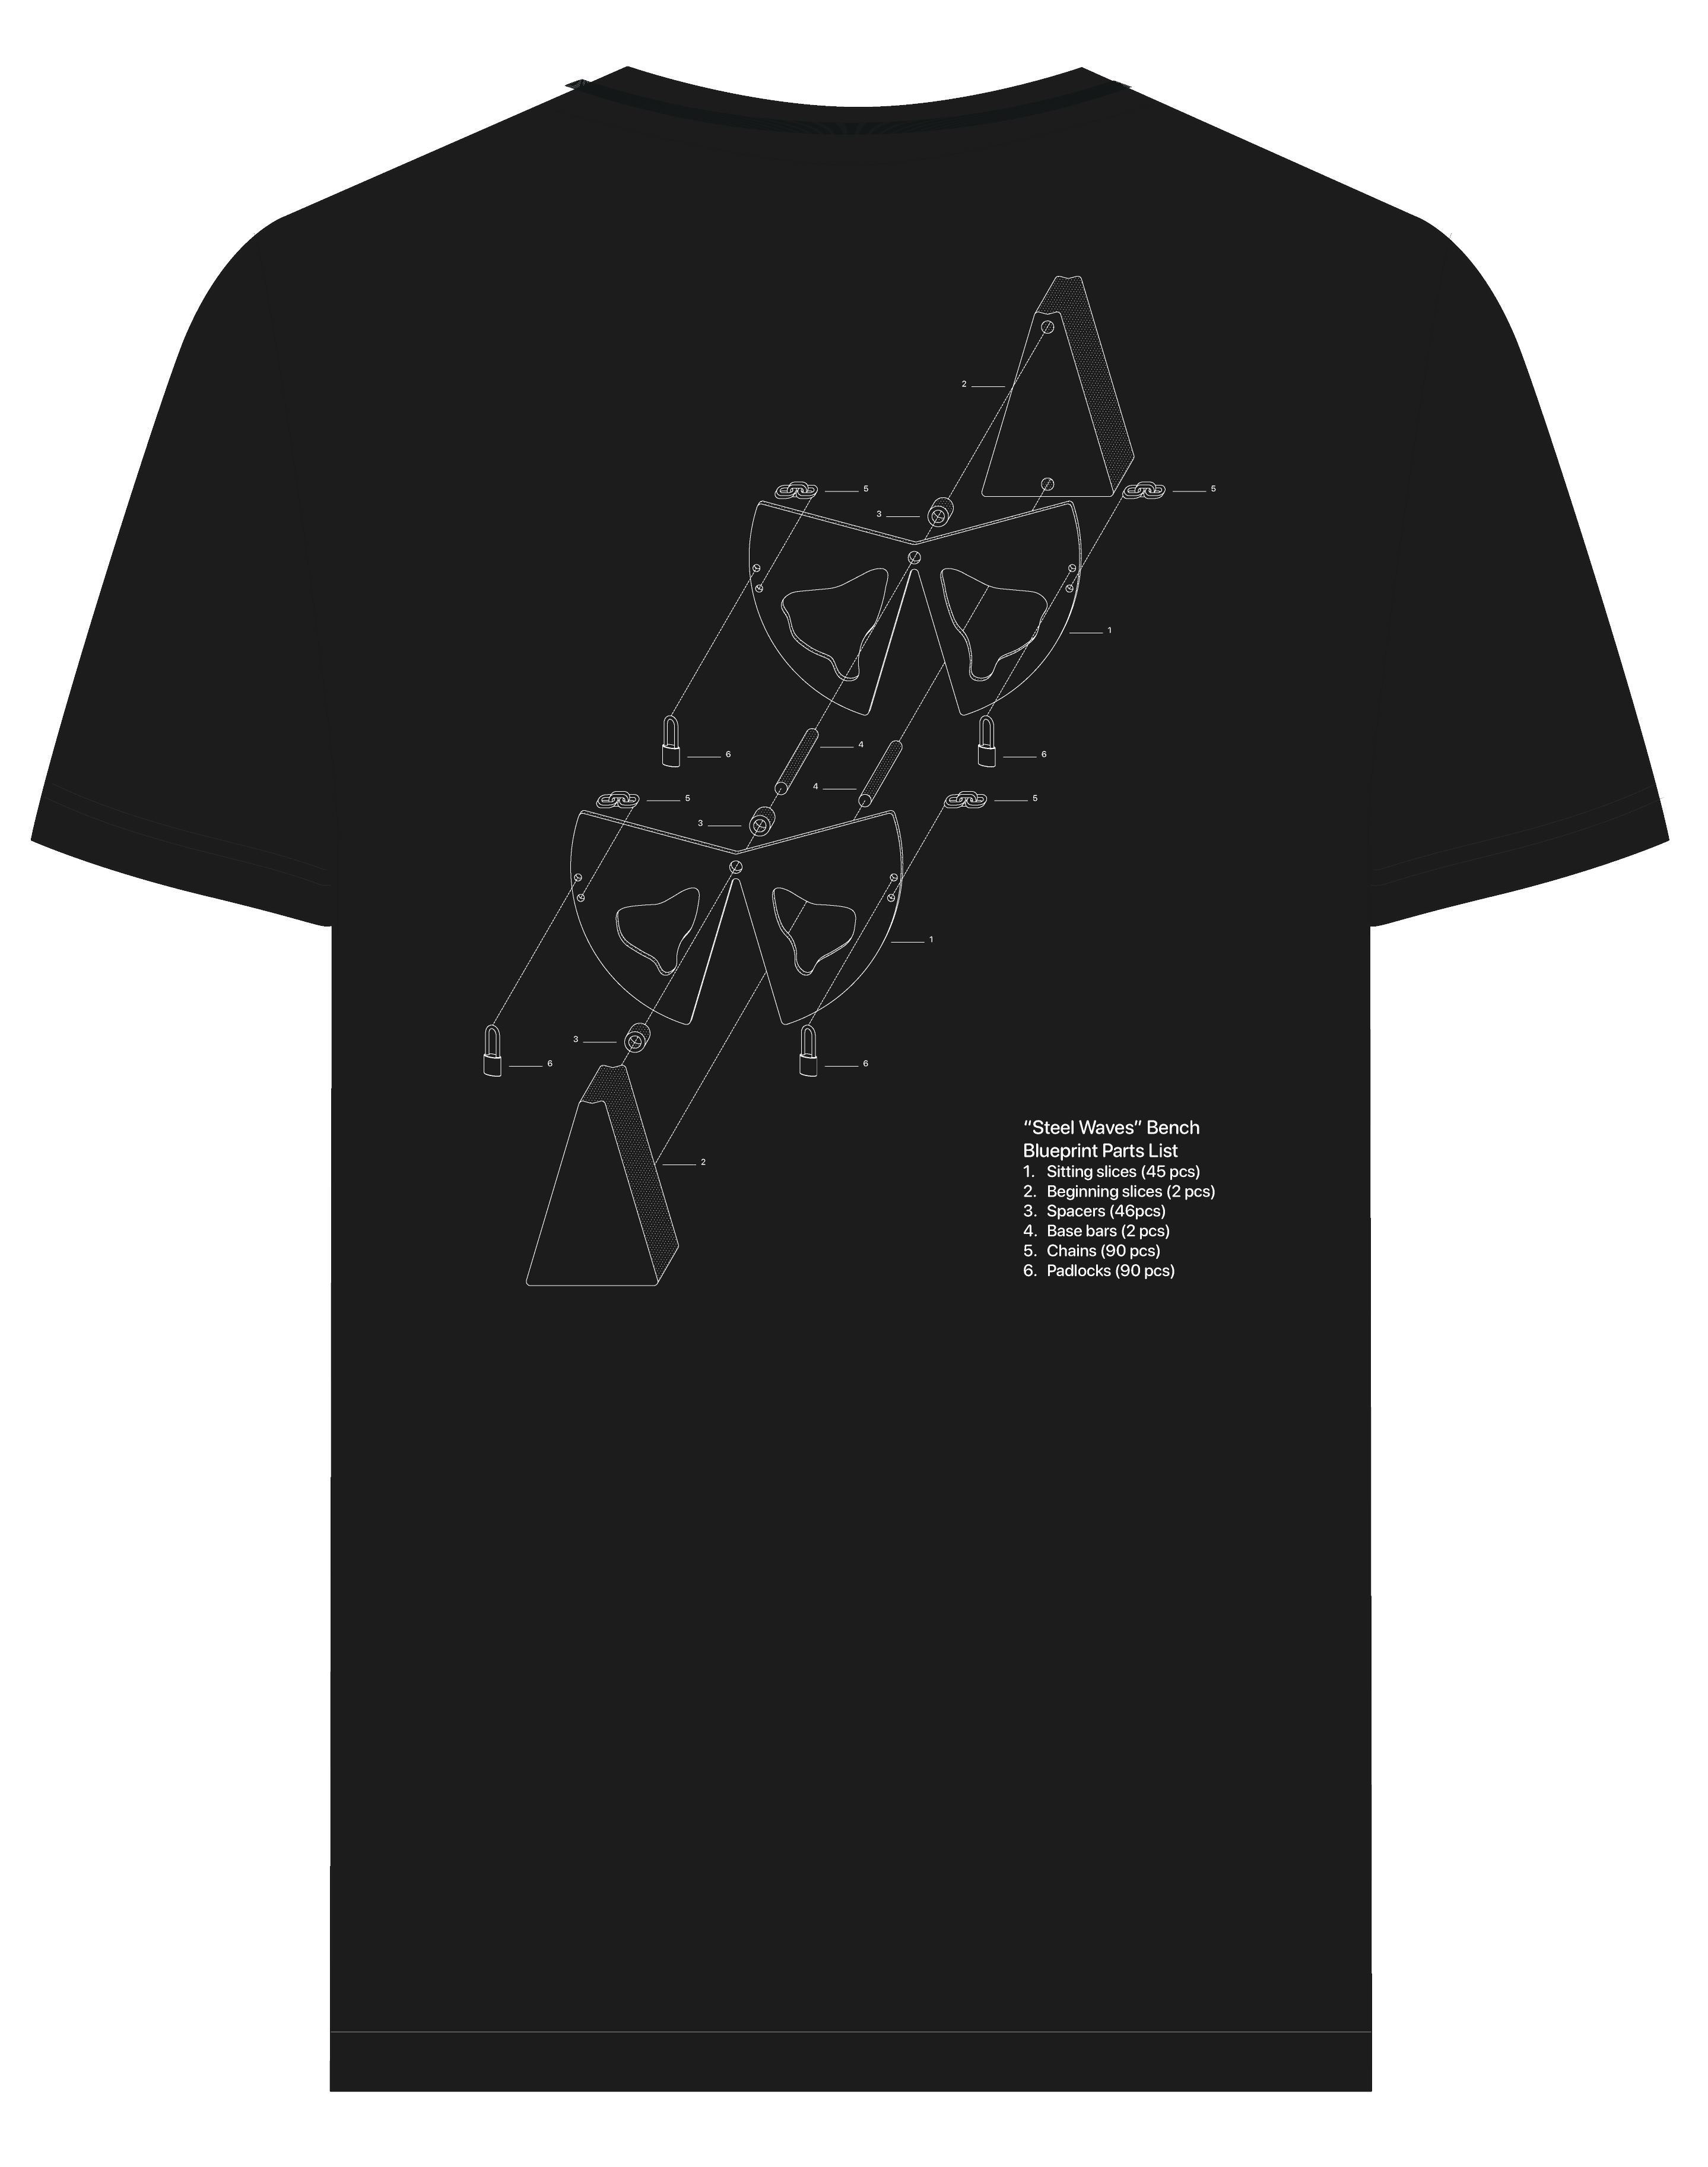 2
5
5
3
1
6
6
4
4
5
5
3
1
3
6
6
2
“Steel Waves” Bench
Blueprint Parts List
1. Sitting slices (45 pcs)
2. Beginning slices (2 pcs)
3. Spacers (46pcs)
4. Base bars (2 pcs)
5. Chains (90 pcs)
6. Padlocks (90 pcs)